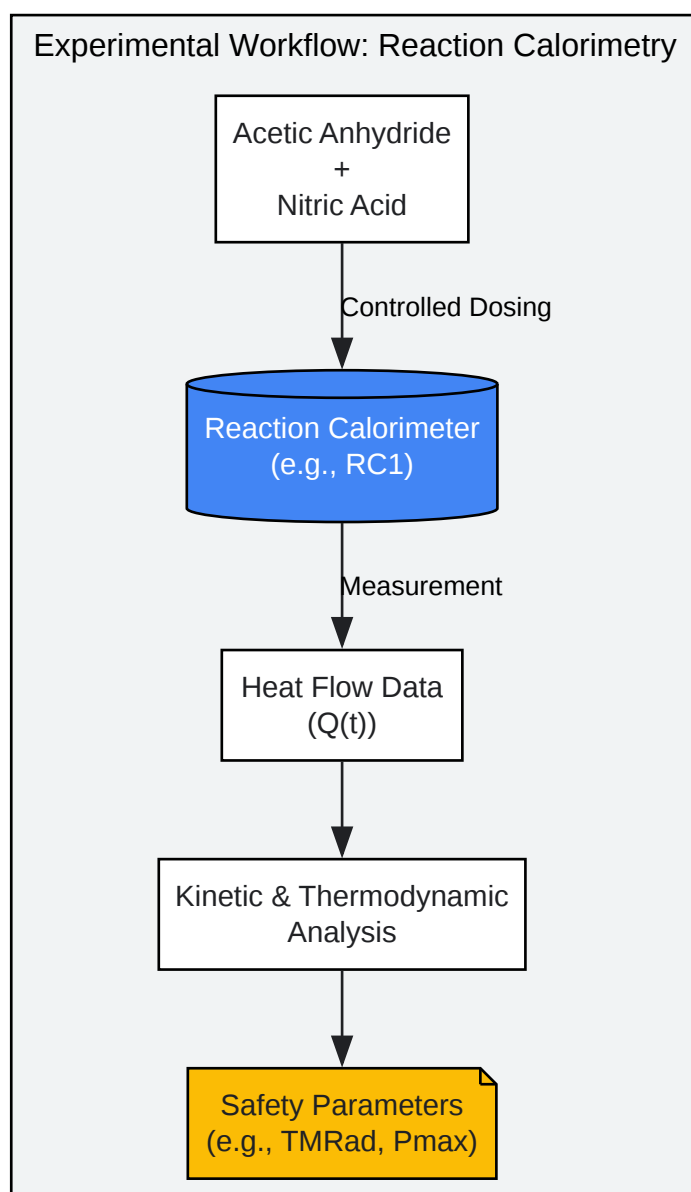 Experimental Workflow: Reaction Calorimetry
Acetic Anhydride
+
Nitric Acid
Controlled Dosing
Reaction Calorimeter
(e.g., RC1)
Measurement
Heat Flow Data
(Q(t))
Kinetic & Thermodynamic
Analysis
Safety Parameters
(e.g., TMRad, Pmax)